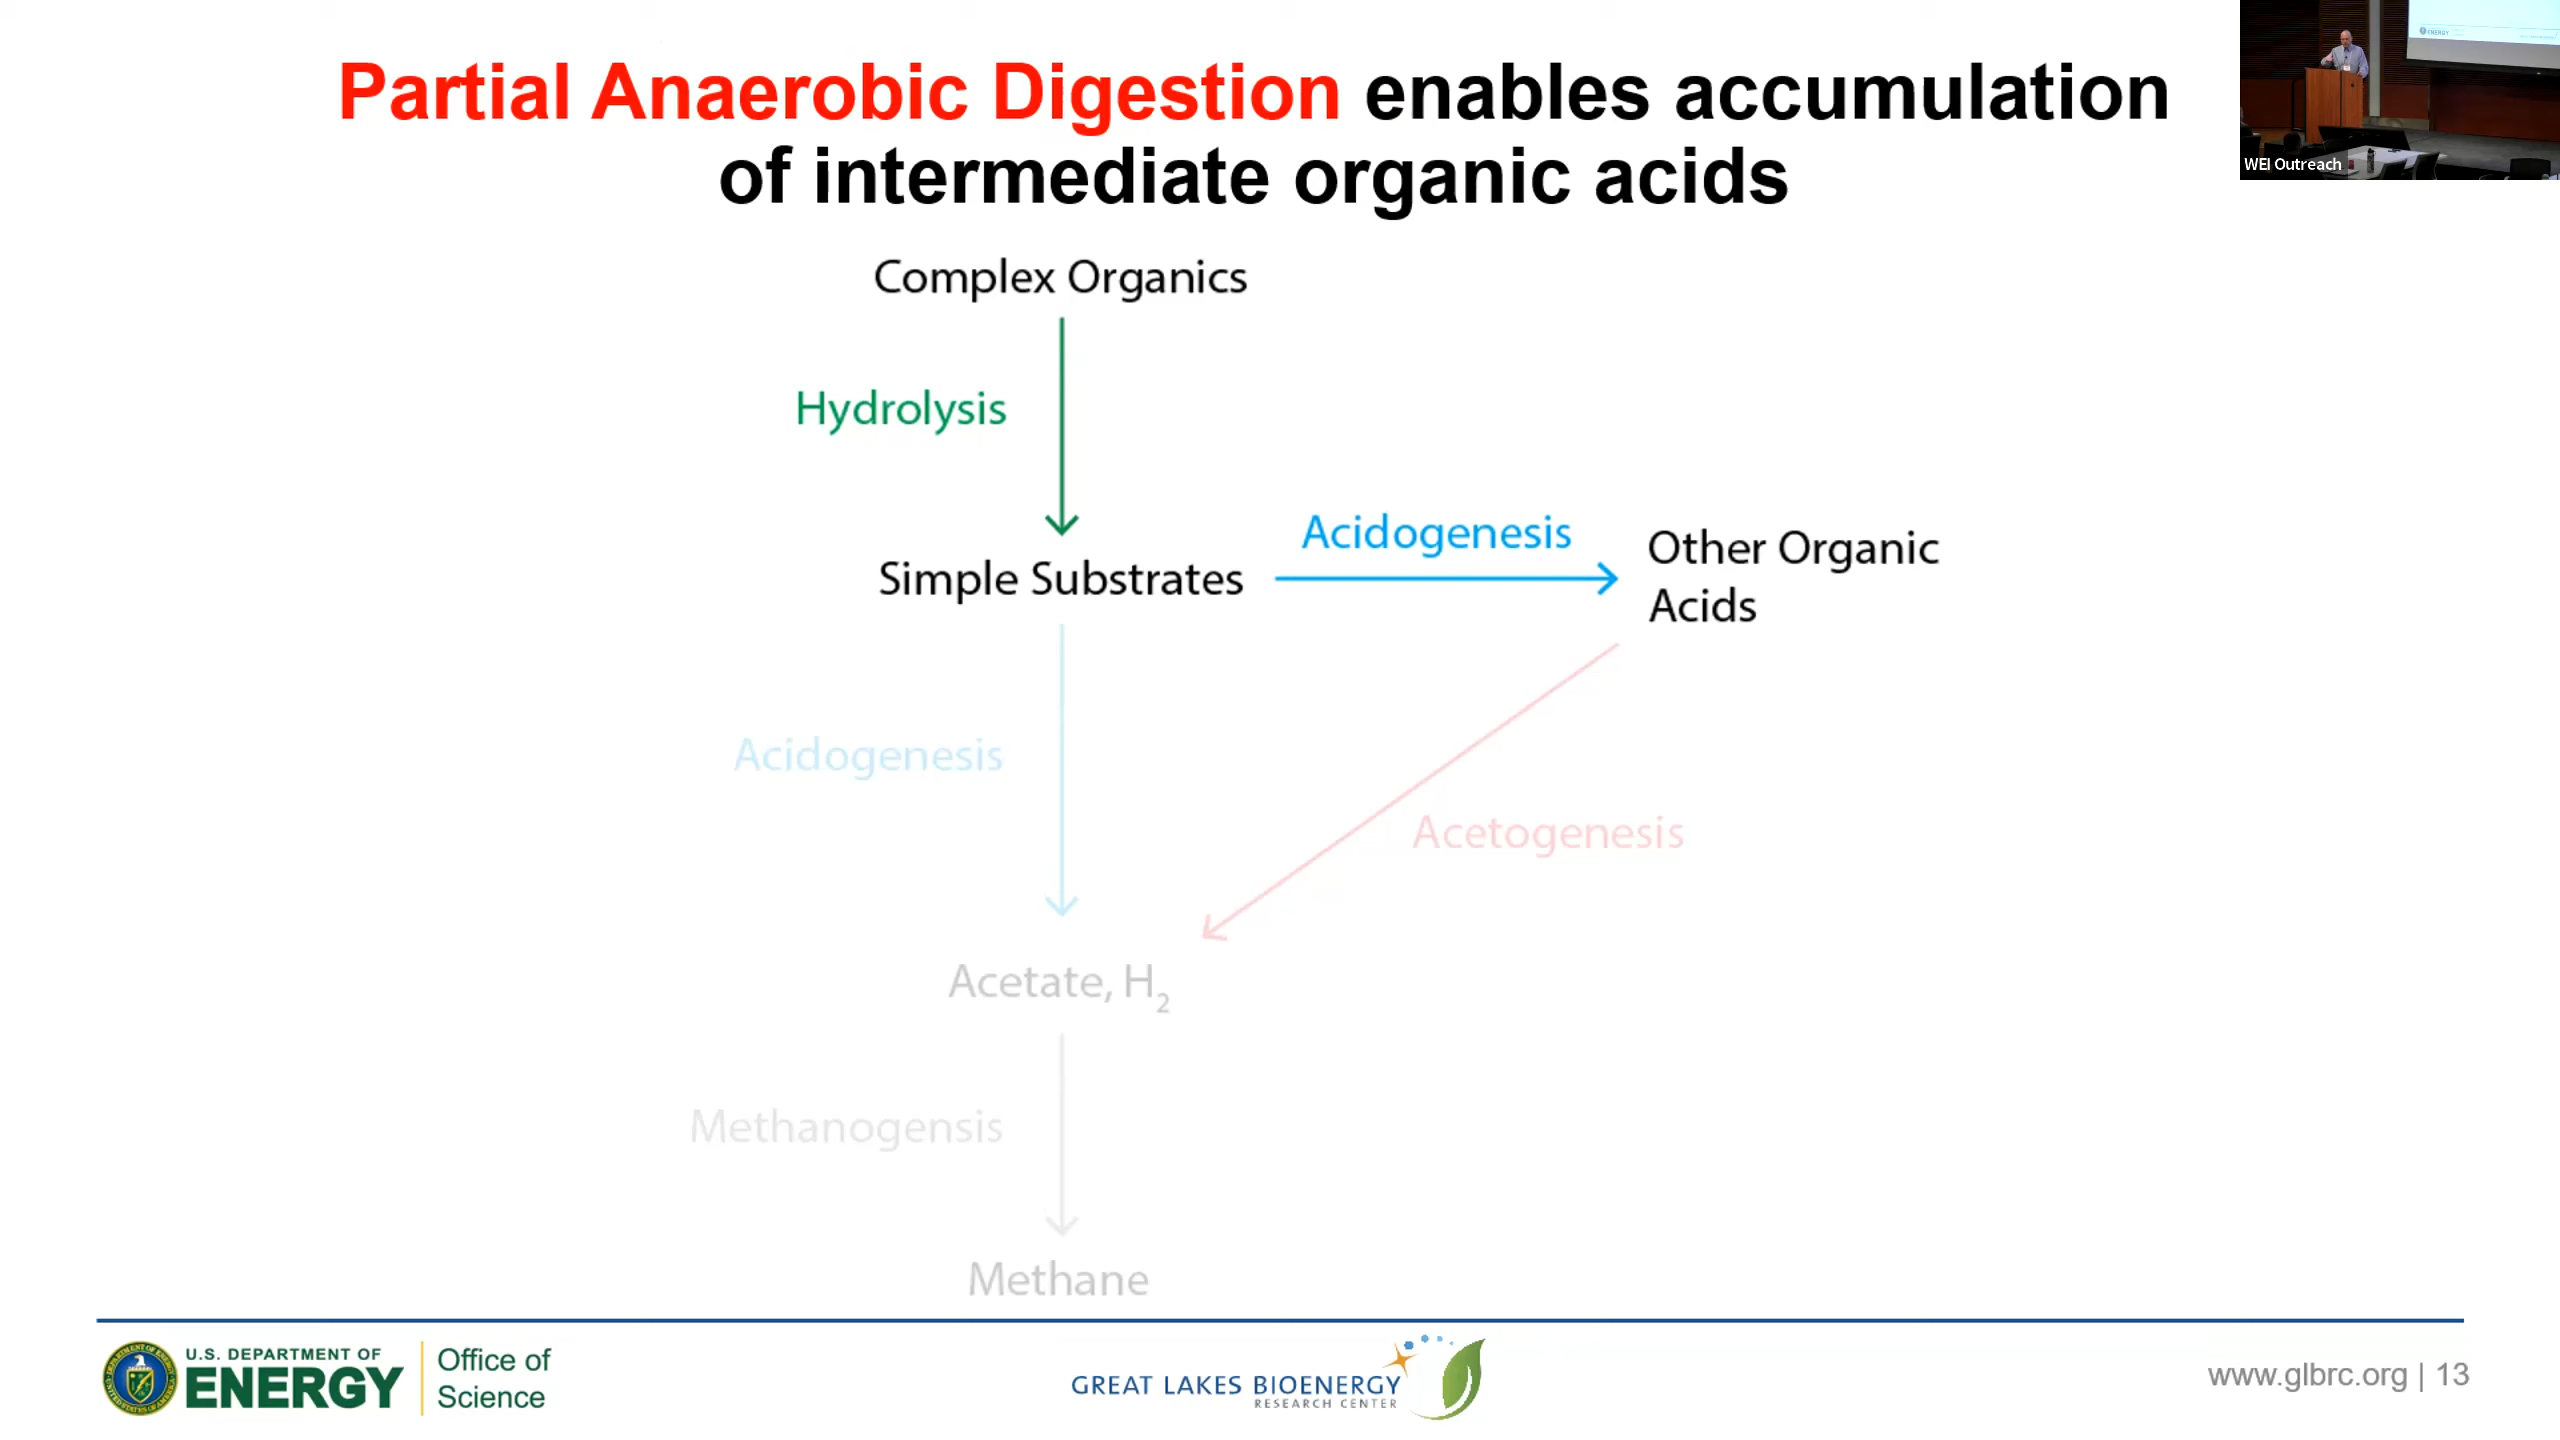 Partial Anaerobic Digestion enables accumulation
of intermediate organic acids
WEI Outreach
ENERGY
Complex Organics
Hydrolysis
Simple Substrates
Acidogenesis
Other Organic
Acids
Acidogenesis
Acetogenesis
Acetate, H2
Methanogensis
Methane
U.S. DEPARTMENT OF
ENERGY
Office of
Science
GREAT LAKES BIOENERGY
RESEARCH CENTER
www.glbrc.org | 13